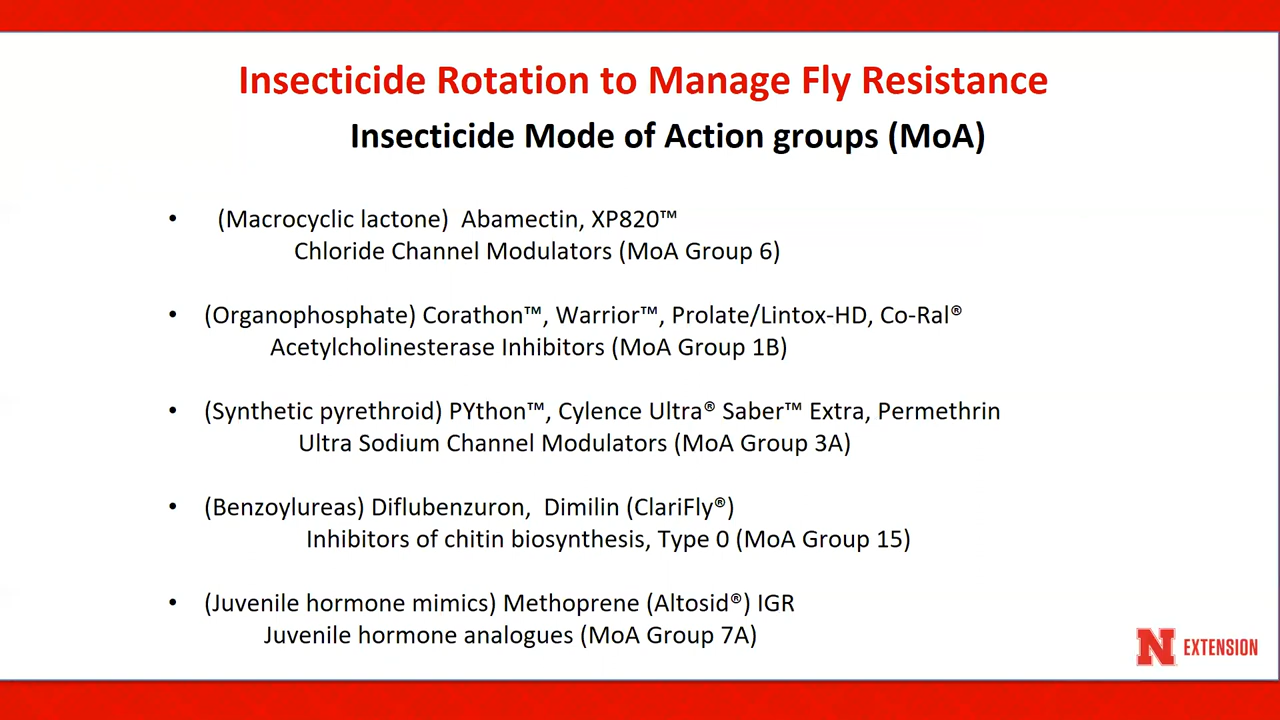 Insecticide Rotation to Manage Fly Resistance
Insecticide Mode of Action groups (MoA)
• (Macrocyclic lactone) Abamectin, XP820™
Chloride Channel Modulators (MoA Group 6)
• (Organophosphate) Corathon™, Warrior™, Prolate/Lintox-HD, Co-Ral®
Acetylcholinesterase Inhibitors (MoA Group 1B)
• (Synthetic pyrethroid) PYthon™, Cylence Ultra® Saber™ Extra, Permethrin
Ultra Sodium Channel Modulators (MoA Group 3A)
• (Benzoylureas) Diflubenzuron, Dimilin (ClariFly®)
Inhibitors of chitin biosynthesis, Type 0 (MoA Group 15)
• (Juvenile hormone mimics) Methoprene (Altosid®) IGR
Juvenile hormone analogues (MoA Group 7A)
N EXTENSION